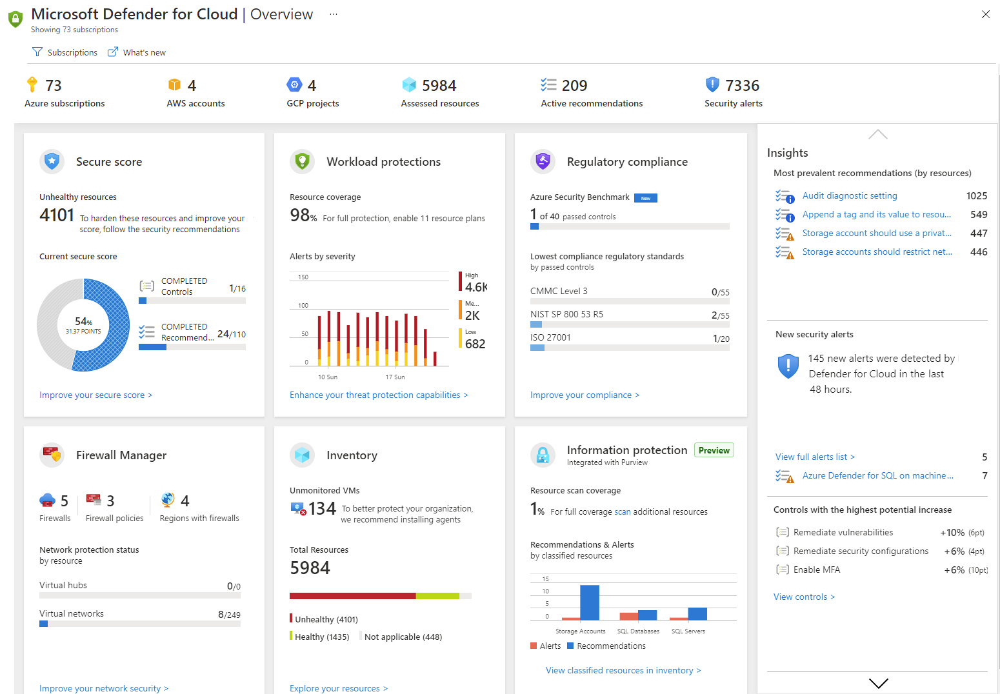 Microsoft Defender for Cloud | Overview ...
Showing 73 subscriptions
Subscriptions
What's new
73
Azure subscriptions
4
AWS accounts
4
GCP projects
5984
Assessed resources
209
Active recommendations
7336
Security alerts
Secure score
Unhealthy resources
4101 To harden these resources and improve your
score, follow the security recommendations
Current secure score
54%
31.37 POINTS
COMPLETED
Controls 1/16
COMPLETED
Recommend... 24/110
Improve your secure score >
Workload protections
Resource coverage
98% For full protection, enable 11 resource plans
Alerts by severity
150
100
50
0
10 Sun 17 Sun
High
4.6K
Me...
2K
Low
682
Enhance your threat protection capabilities >
Regulatory compliance
Azure Security Benchmark New
1 of 40 passed controls
Lowest compliance regulatory standards
by passed controls
CMMC Level 3 0/55
NIST SP 800 53 R5 2/55
ISO 27001 1/20
Improve your compliance >
Firewall Manager
5
Firewalls
3
Firewall policies
4
Regions with firewalls
Network protection status
by resource
Virtual hubs 0/0
Virtual networks 8/249
Improve your network security >
Inventory
Unmonitored VMs
134 To better protect your organization,
we recommend installing agents
Total Resources
5984
Unhealthy (4101)
Healthy (1435) Not applicable (448)
Explore your resources >
Information protection Preview
Integrated with Purview
Resource scan coverage
1% For full coverage scan additional resources
Recommendations & Alerts
by classified resources
15
10
5
0
Storage Accounts SQL Databases SQL Servers
Alerts Recommendations
View classified resources in inventory >
Insights
Most prevalent recommendations (by resources)
Audit diagnostic setting 1025
Append a tag and its value to resou... 549
Storage account should use a privat... 447
Storage accounts should restrict net... 446
New security alerts
145 new alerts were detected by
Defender for Cloud in the last
48 hours.
View full alerts list > 5
Azure Defender for SQL on machine... 7
Controls with the highest potential increase
Remediate vulnerabilities +10% (6pt)
Remediate security configurations +6% (4pt)
Enable MFA +6% (10pt)
View controls >